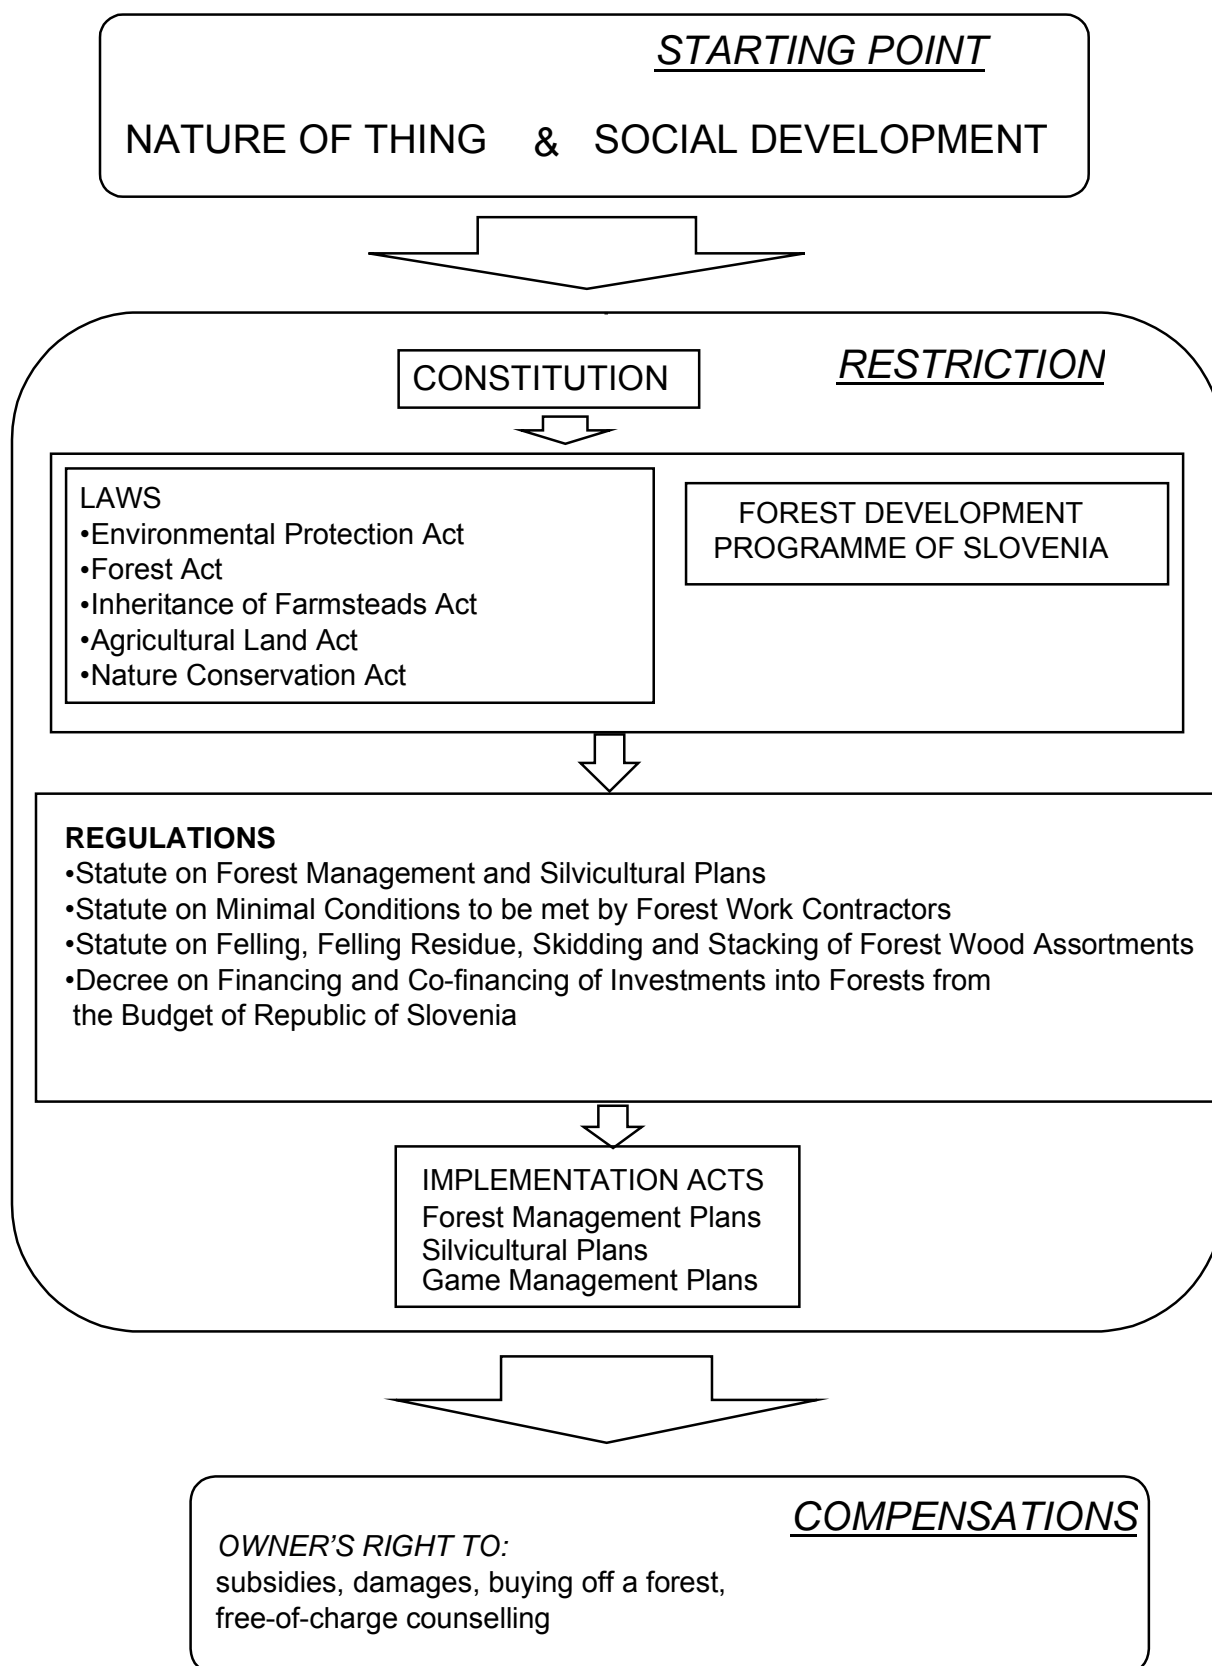 STARTING POINT
NATURE OF THING & SOCIAL DEVELOPMENT
RESTRICTION
CONSTITUTION
LAWS
•Environmental Protection Act
•Forest Act
•Inheritance of Farmsteads Act
•Agricultural Land Act
•Nature Conservation Act
FOREST DEVELOPMENT
PROGRAMME OF SLOVENIA
REGULATIONS
•Statute on Forest Management and Silvicultural Plans
•Statute on Minimal Conditions to be met by Forest Work Contractors
•Statute on Felling, Felling Residue, Skidding and Stacking of Forest Wood Assortments
•Decree on Financing and Co-financing of Investments into Forests from
the Budget of Republic of Slovenia
IMPLEMENTATION ACTS
Forest Management Plans
Silvicultural Plans
Game Management Plans
COMPENSATIONS
OWNER'S RIGHT TO:
subsidies, damages, buying off a forest,
free-of-charge counselling